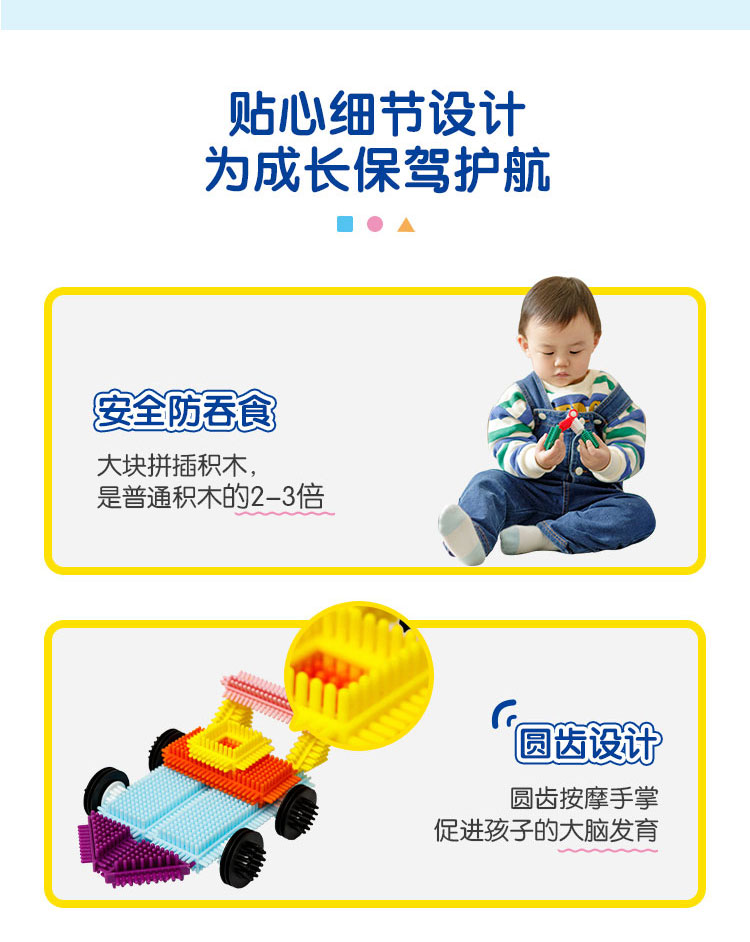 贴心细节设计
为成长保驾护航
安全防吞食
大块拼插积木，
是普通积木的2-3倍
圆齿设计
圆齿按摩手掌
促进孩子的大脑发育